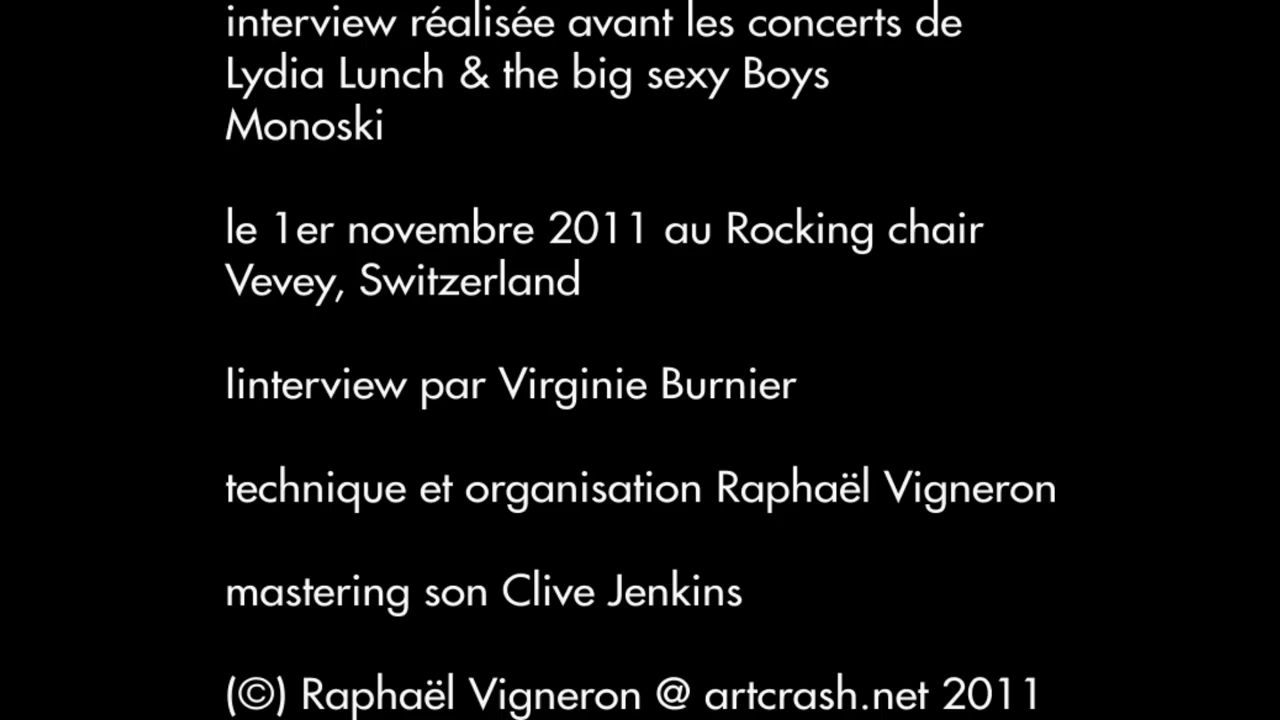 interview réalisée avant les concerts de
Lydia Lunch & the big sexy Boys
Monoski
le 1er novembre 2011 au Rocking chair
Vevey, Switzerland
linterview par Virginie Burnier
technique et organisation Raphaël Vigneron
mastering son Clive Jenkins
(©) Raphaël Vigneron @ artcrash.net 2011